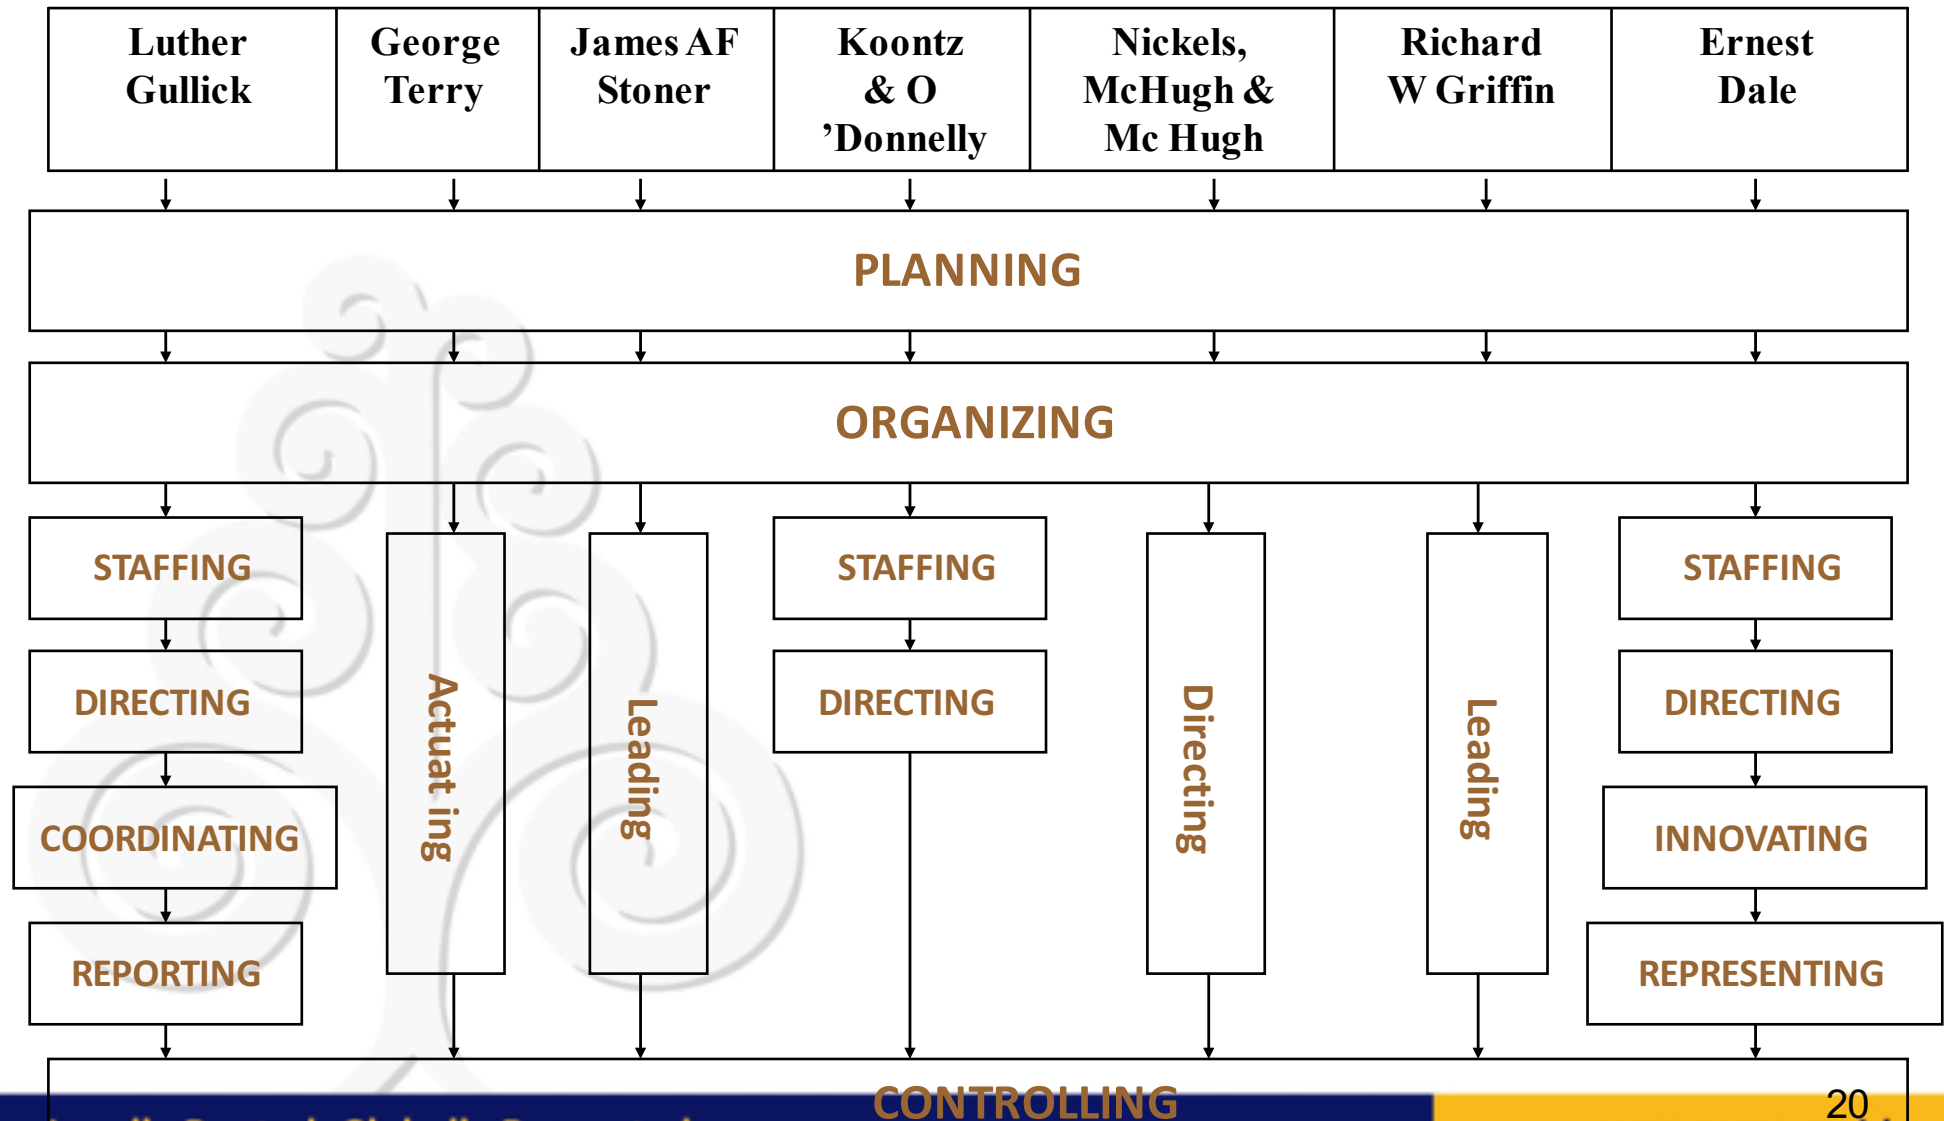 Luther
Gullick
George
Terry
James AF
Stoner
Koontz
& O
’Donnelly
Nickels,
McHugh &
Mc Hugh
Richard
W Griffin
Ernest
Dale
PLANNING
ORGANIZING
STAFFING
DIRECTING
COORDINATING
REPORTING
Actuat ing
Leading
STAFFING
DIRECTING
Directing
Leading
STAFFING
DIRECTING
INNOVATING
REPRESENTING
CONTROLLING
20